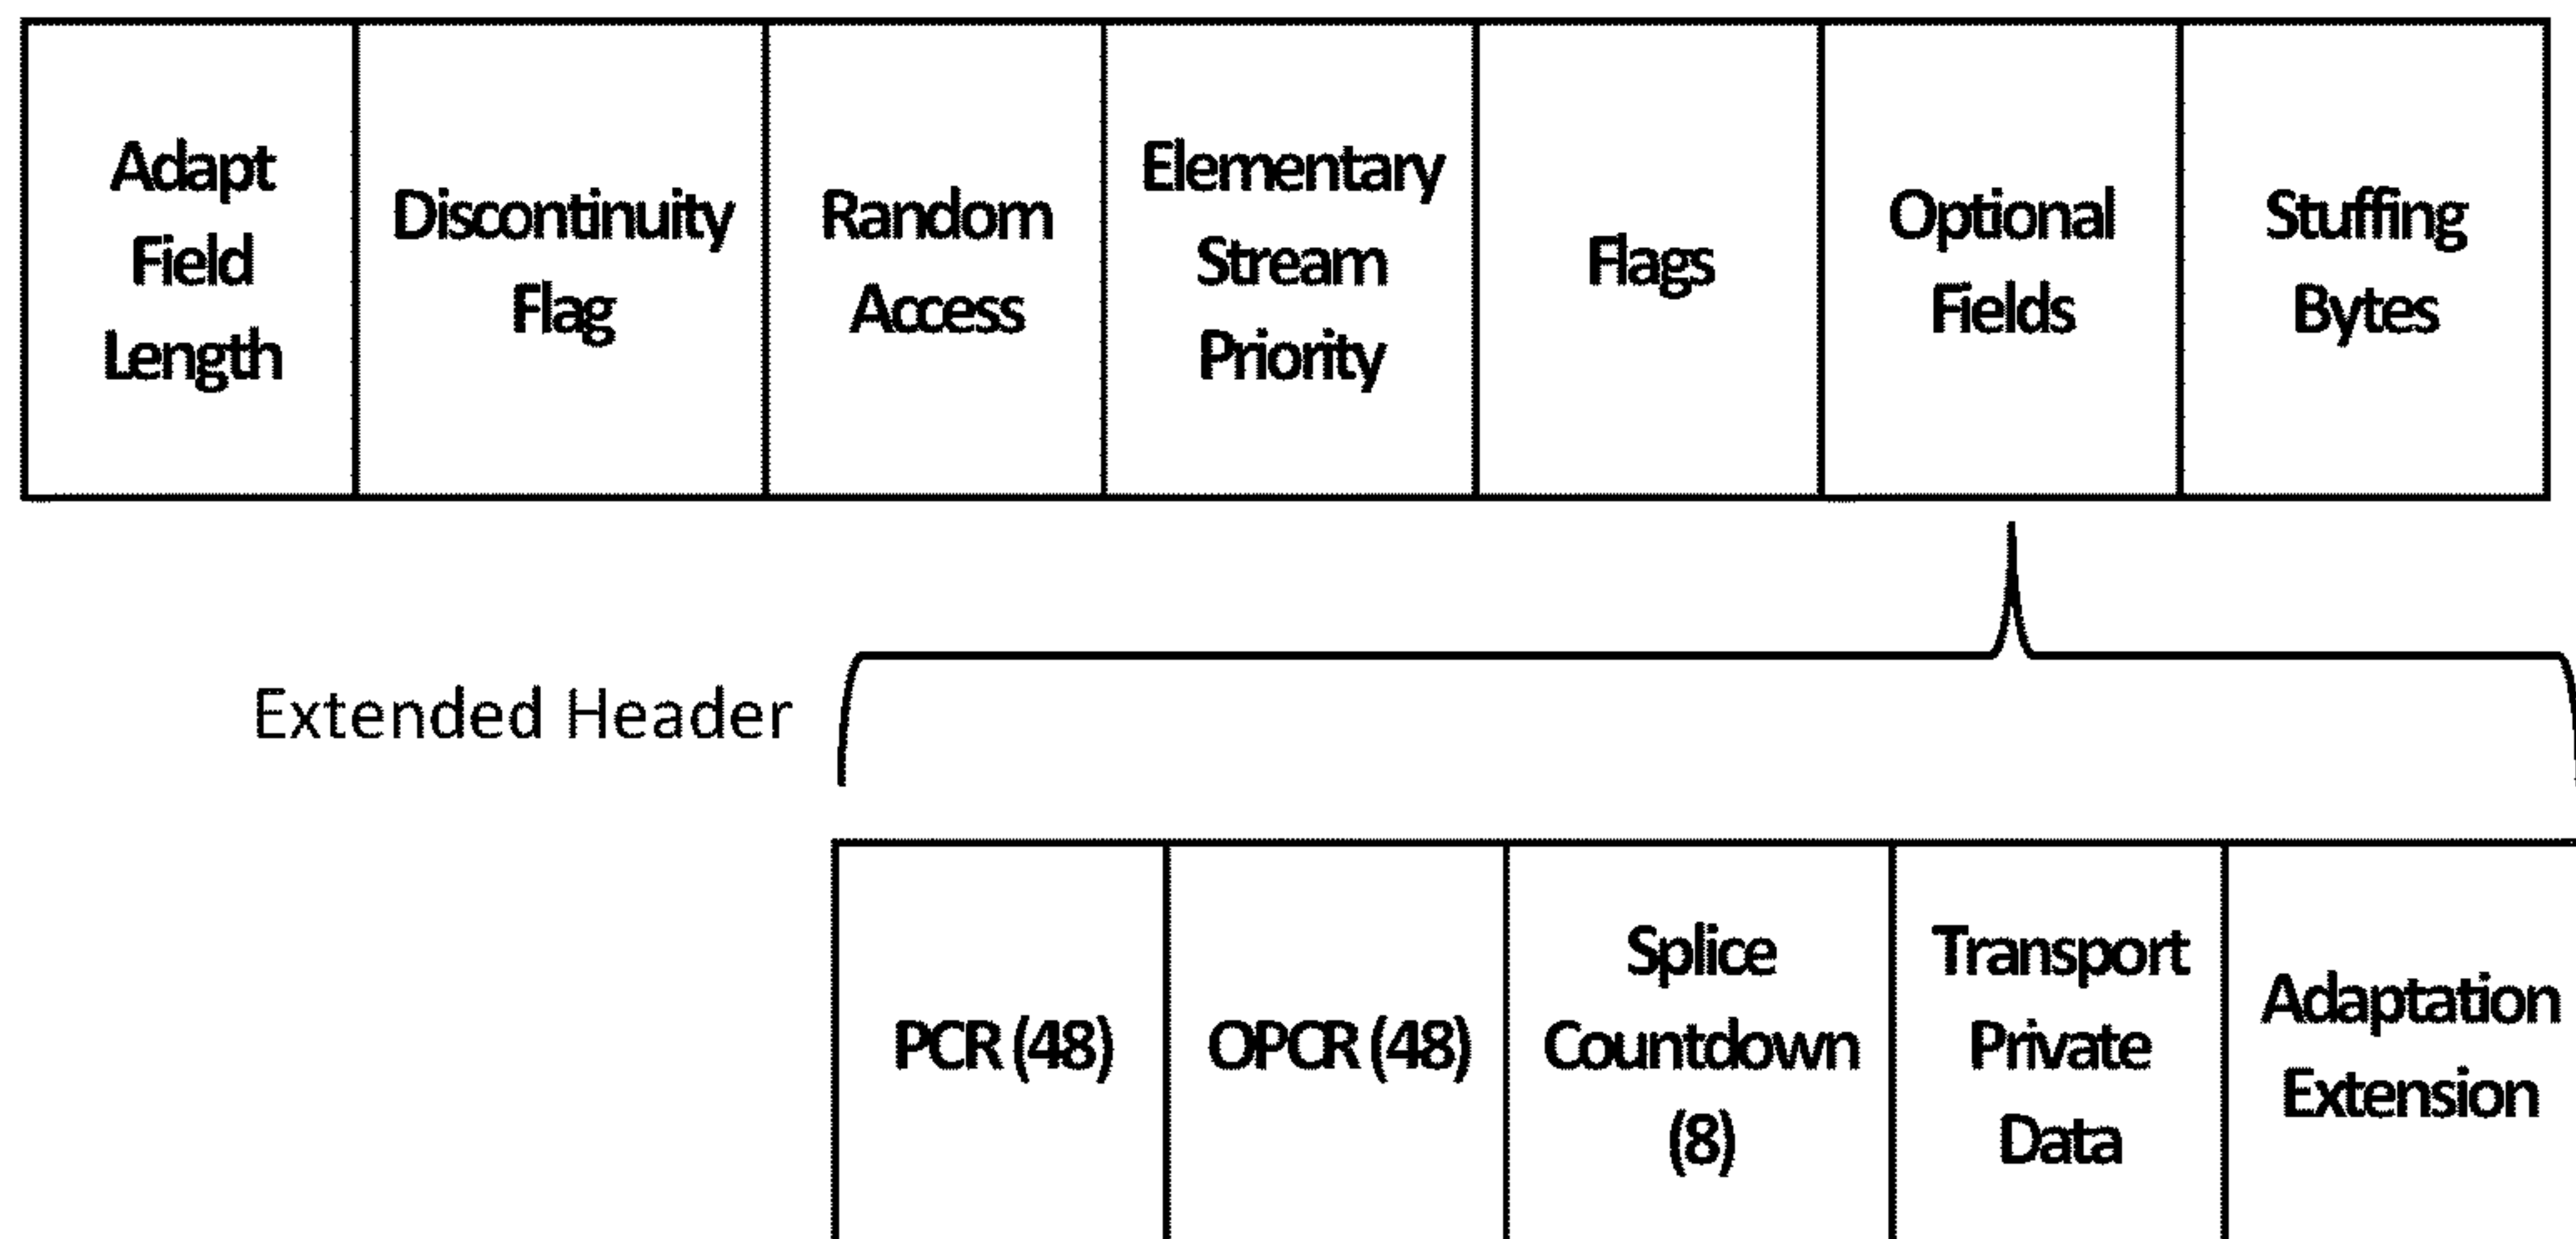 Adapt
Field
Length
Discontinuity
Flag
Random
Access
Elementary
Stream
Priority
Flags
Optional
Fields
Stuffing
Bytes
Extended Header
PCR (48)
OPCR (48)
Splice
Countdown
(8)
Transport
Private
Data
Adaptation
Extension